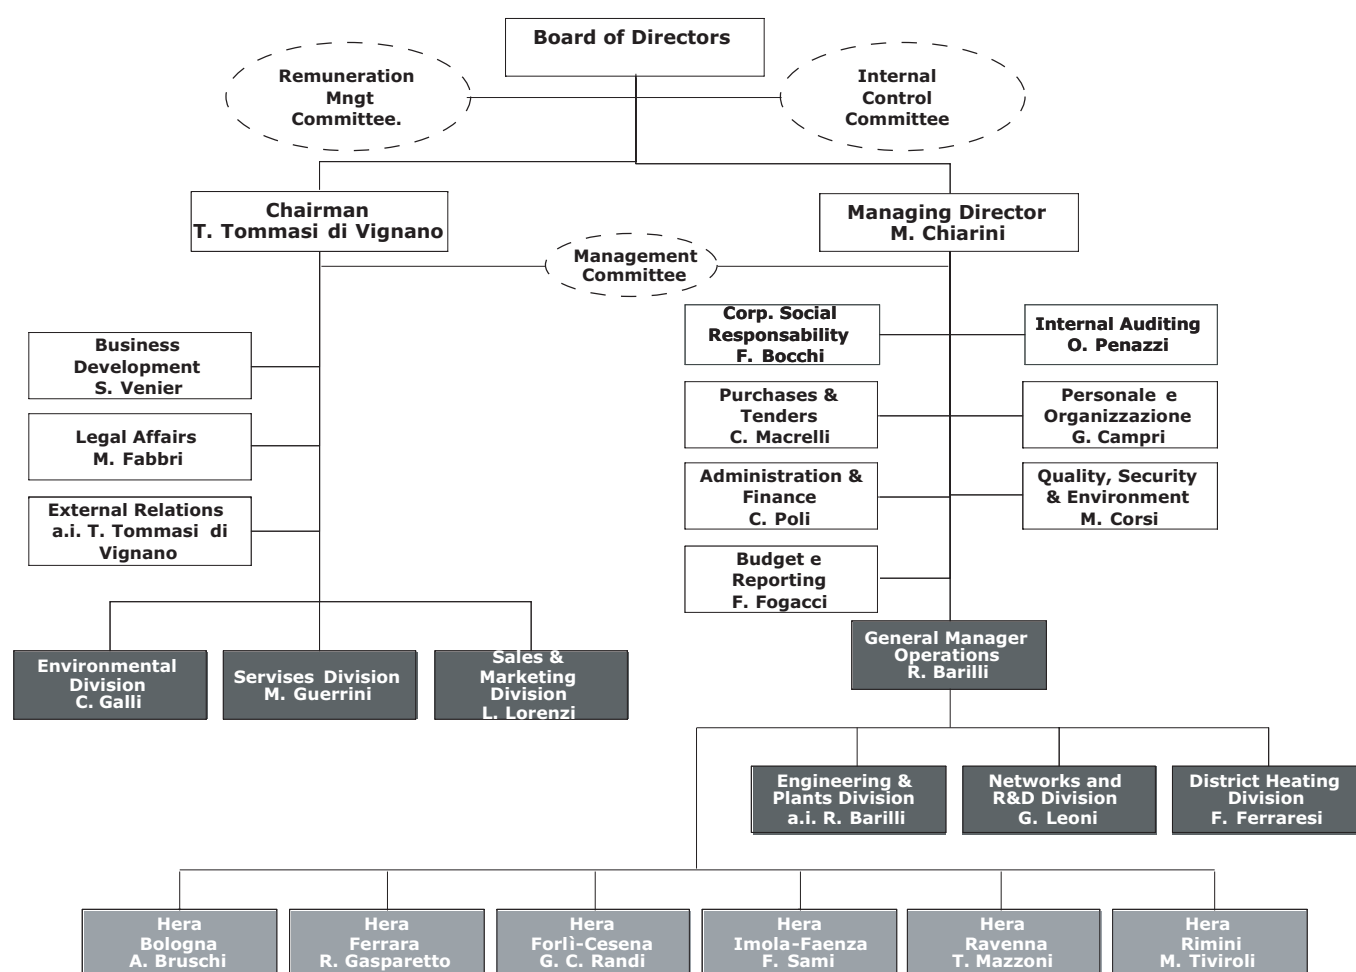 Board of Directors
Remuneration
Mngt
Committee.
Internal
Control
Committee
Chairman
T. Tommasi di Vignano
Managing Director
M. Chiarini
Management
Committee
Business
Development
S. Venier
Legal Affairs
M. Fabbri
External Relations
a.i. T. Tommasi di
Vignano
Corp. Social
Responsability
F. Bocchi
Internal Auditing
O. Penazzi
Purchases &
Tenders
C. Macrelli
Personale e
Organizzazione
G. Campri
Administration &
Finance
C. Poli
Quality, Security
& Environment
M. Corsi
Budget e
Reporting
F. Fogacci
Environmental
Division
C. Galli
Servises Division
M. Guerrini
Sales &
Marketing
Division
L. Lorenzi
General Manager
Operations
R. Barilli
Engineering &
Plants Division
a.i. R. Barilli
Networks and
R&D Division
G. Leoni
District Heating
Division
F. Ferraresi
Hera
Bologna
A. Bruschi
Hera
Ferrara
R. Gasparetto
Hera
Forlì-Cesena
G. C. Randi
Hera
Imola-Faenza
F. Sami
Hera
Ravenna
T. Mazzoni
Hera
Rimini
M. Tiviroli